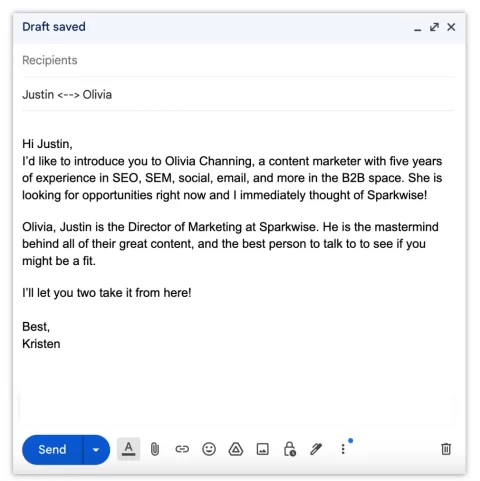 Draft saved
Recipients
Justin <--> Olivia
Hi Justin,
I'd like to introduce you to Olivia Channing, a content marketer with five years
of experience in SEO, SEM, social, email, and more in the B2B space. She is
looking for opportunities right now and I immediately thought of Sparkwise!
Olivia, Justin is the Director of Marketing at Sparkwise. He is the mastermind
behind all of their great content, and the best person to talk to to see if you
might be a fit.
I'll let you two take it from here!
Best,
Kristen
Send